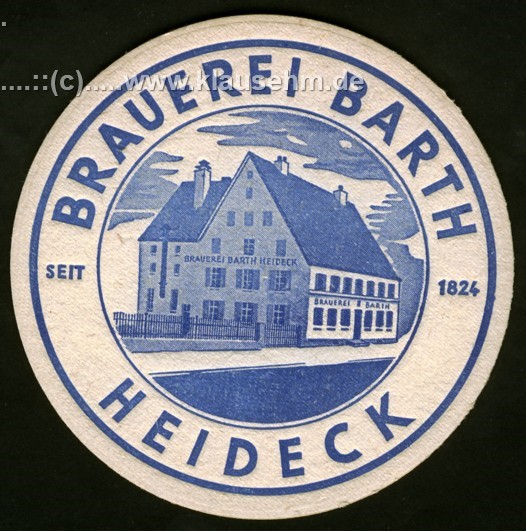 ....::(c).....www.klausehm.de
BRAUEREI BARTH
SEIT 1824
BRAUEREI BARTH HEIDECK
BRAUEREI BARTH
HEIDECK